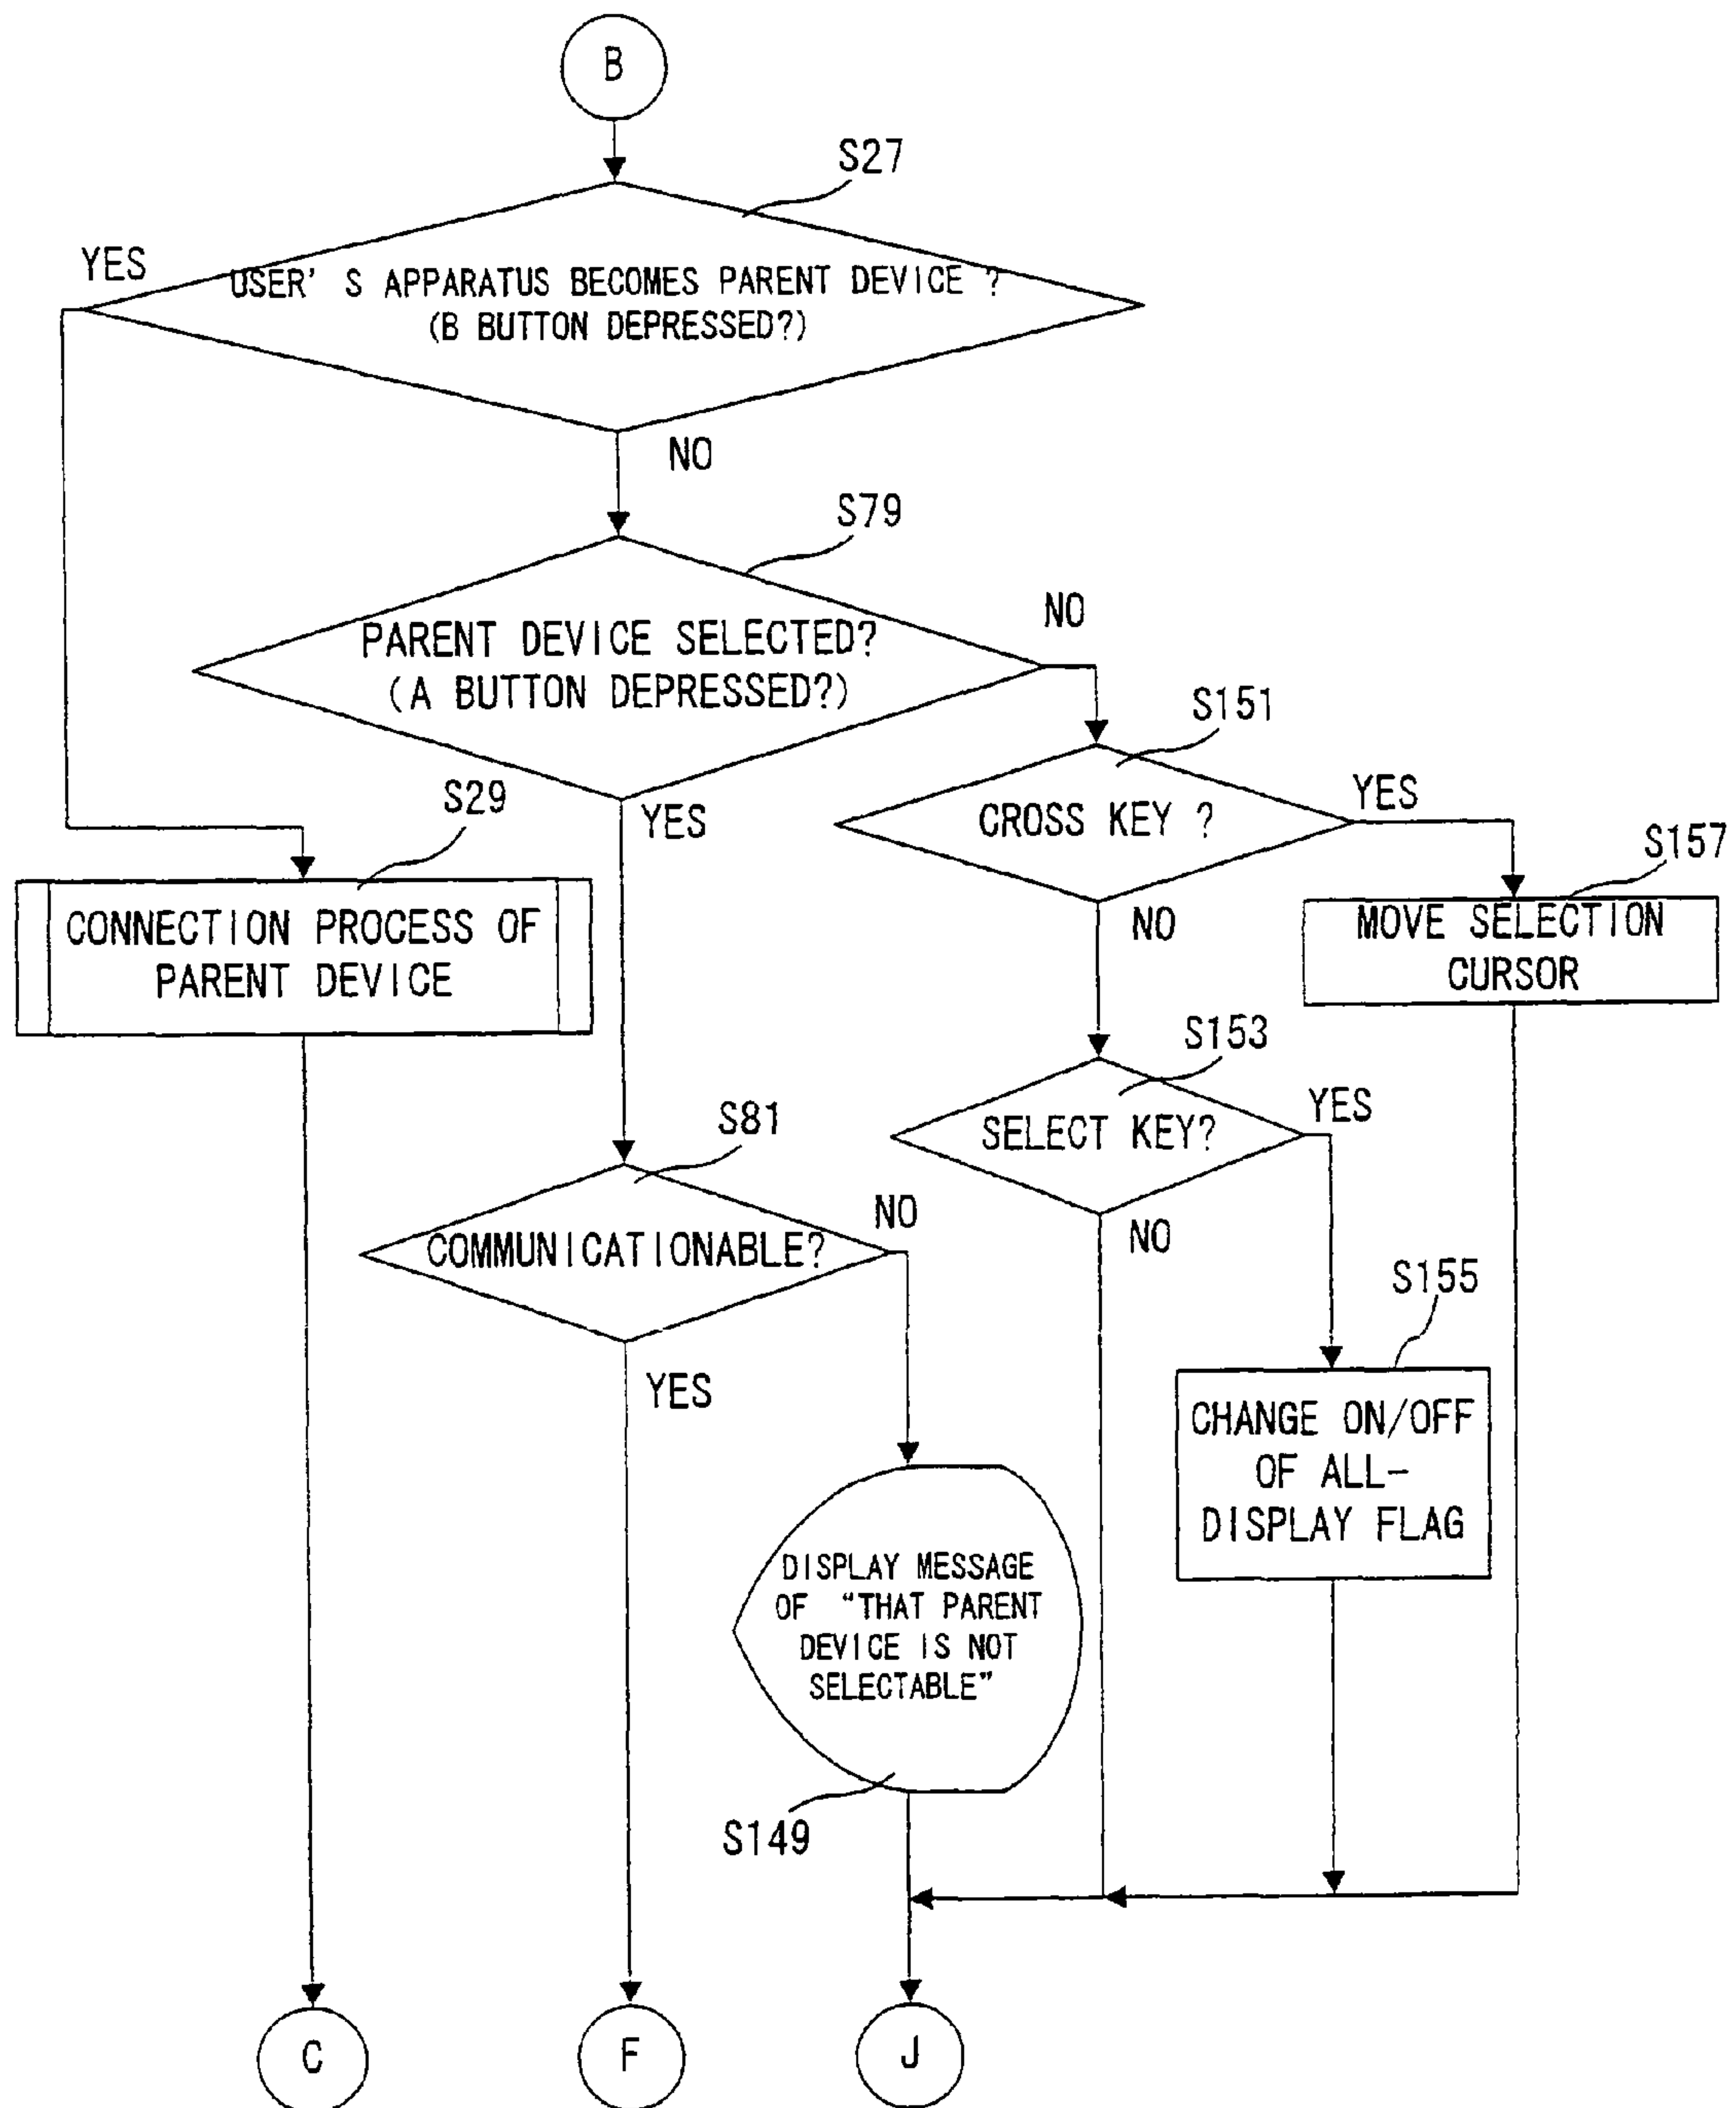 B
S27
YES
USER' S APPARATUS BECOMES PARENT DEVICE ?
(B BUTTON DEPRESSED?)
NO
S79
NO
PARENT DEVICE SELECTED?
(A BUTTON DEPRESSED?)
YES
S151
CROSS KEY ?
YES
NO
S29
CONNECTION PROCESS OF
PARENT DEVICE
S157
MOVE SELECTION
CURSOR
S153
SELECT KEY?
YES
NO
S81
COMMUNICATIONABLE?
NO
YES
S155
CHANGE ON/OFF
OF ALL-
DISPLAY FLAG
DISPLAY MESSAGE
OF “THAT PARENT
DEVICE IS NOT
SELECTABLE”
S149
C
F
J